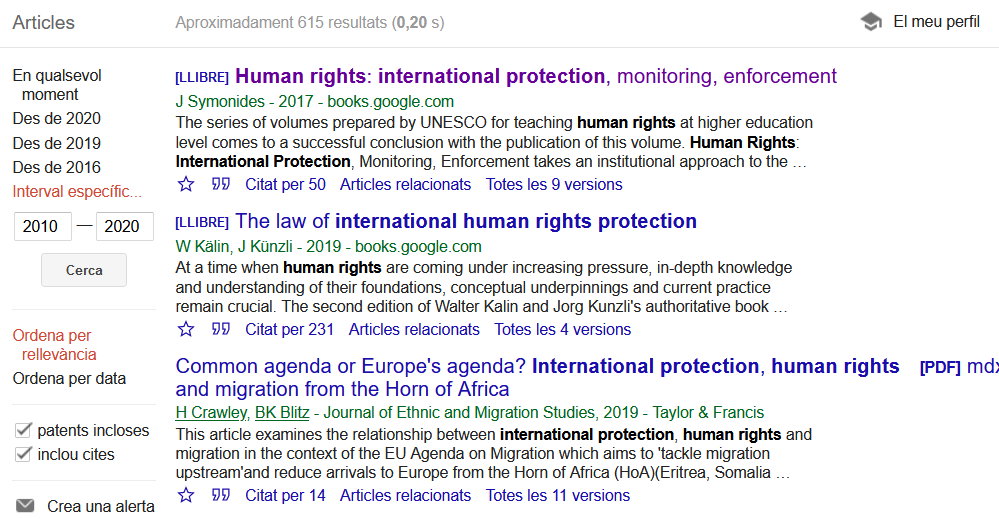 Articles
Aproximadament 615 resultats (0,20 s)
El meu perfil
En qualsevol
moment
Des de 2020
Des de 2019
Des de 2016
Interval específic...
2010 — 2020
Cerca
Ordena per
rellevància
Ordena per data
patents incloses
inclou cites
Crea una alerta
[LLIBRE] Human rights: international protection, monitoring, enforcement
J Symonides - 2017 - books.google.com
The series of volumes prepared by UNESCO for teaching human rights at higher education
level comes to a successful conclusion with the publication of this volume. Human Rights:
International Protection, Monitoring, Enforcement takes an institutional approach to the …
Citat per 50 Articles relacionats Totes les 9 versions
[LLIBRE] The law of international human rights protection
W Kälin, J Künzli - 2019 - books.google.com
At a time when human rights are coming under increasing pressure, in-depth knowledge
and understanding of their foundations, conceptual underpinnings and current practice
remain crucial. The second edition of Walter Kalin and Jorg Kunzli's authoritative book …
Citat per 231 Articles relacionats Totes les 4 versions
Common agenda or Europe's agenda? International protection, human rights
and migration from the Horn of Africa
[PDF] mdx
H Crawley, BK Blitz - Journal of Ethnic and Migration Studies, 2019 - Taylor & Francis
This article examines the relationship between international protection, human rights and
migration in the context of the EU Agenda on Migration which aims to 'tackle migration
upstream'and reduce arrivals to Europe from the Horn of Africa (HoA)(Eritrea, Somalia …
Citat per 14 Articles relacionats Totes les 11 versions